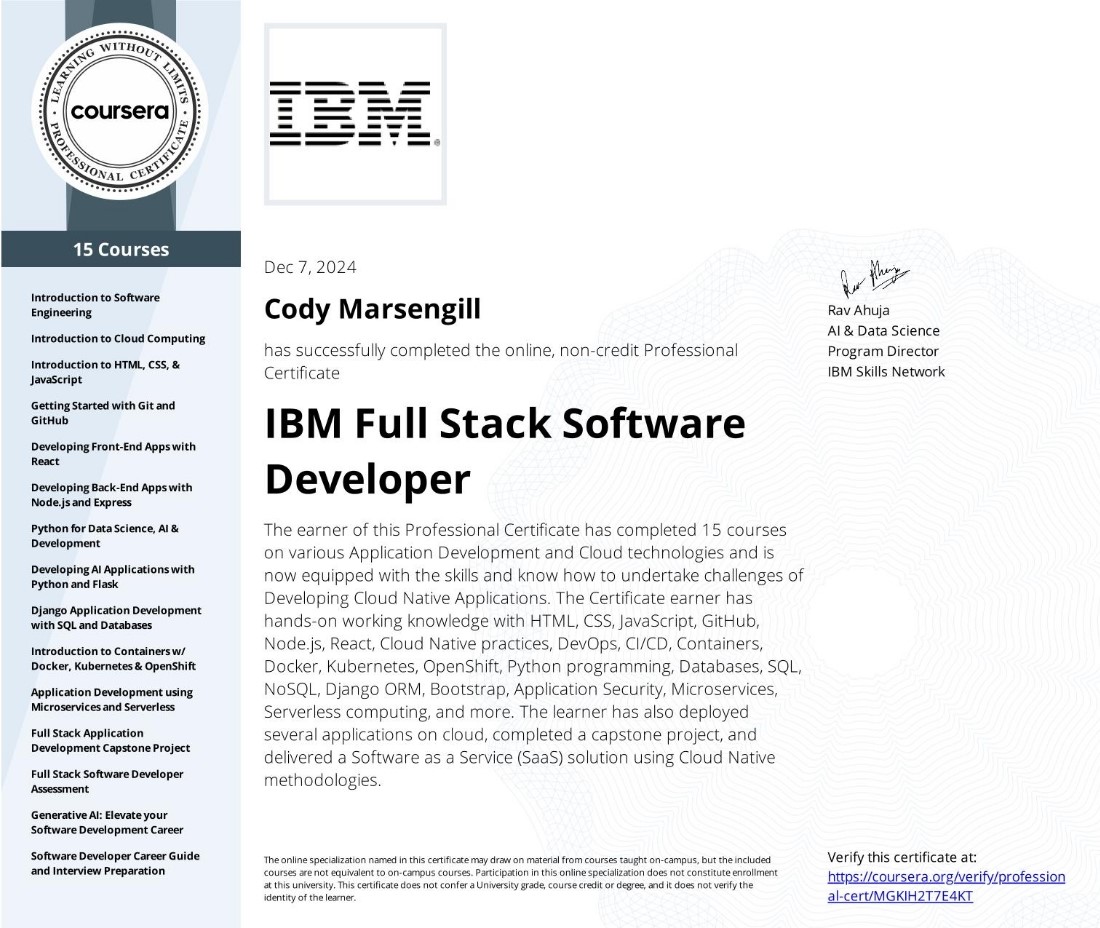 LEARNING WITHOUT LIMITS
coursera
PROFESSIONAL CERTIFICATE
15 Courses
Introduction to Software
Engineering
Introduction to Cloud Computing
Introduction to HTML, CSS, &
JavaScript
Getting Started with Git and
GitHub
Developing Front-End Apps with
React
Developing Back-End Apps with
Node.js and Express
Python for Data Science, AI &
Development
Developing AI Applications with
Python and Flask
Django Application Development
with SQL and Databases
Introduction to Containers w/
Docker, Kubernetes & OpenShift
Application Development using
Microservices and Serverless
Full Stack Application
Development Capstone Project
Full Stack Software Developer
Assessment
Generative AI: Elevate your
Software Development Career
Software Developer Career Guide
and Interview Preparation
IBM®
Dec 7, 2024
Cody Marsengill
has successfully completed the online, non-credit Professional
Certificate
IBM Full Stack Software
Developer
The earner of this Professional Certificate has completed 15 courses
on various Application Development and Cloud technologies and is
now equipped with the skills and know how to undertake challenges of
Developing Cloud Native Applications. The Certificate earner has
hands-on working knowledge with HTML, CSS, JavaScript, GitHub,
Node.js, React, Cloud Native practices, DevOps, CI/CD, Containers,
Docker, Kubernetes, OpenShift, Python programming, Databases, SQL,
NoSQL, Django ORM, Bootstrap, Application Security, Microservices,
Serverless computing, and more. The learner has also deployed
several applications on cloud, completed a capstone project, and
delivered a Software as a Service (SaaS) solution using Cloud Native
methodologies.
The online specialization named in this certificate may draw on material from courses taught on-campus, but the included
courses are not equivalent to on-campus courses. Participation in this online specialization does not constitute enrollment
at this university. This certificate does not confer a University grade, course credit or degree, and it does not verify the
identity of the learner.
Rav Ahuja
Rav Ahuja
AI & Data Science
Program Director
IBM Skills Network
Verify this certificate at:
https://coursera.org/verify/profession
al-cert/MGKIH2T7E4KT